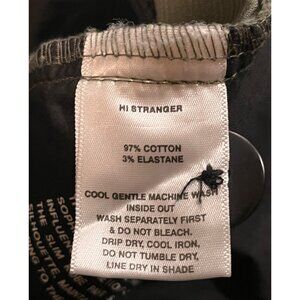 HI STRANGER
97% COTTON
3% ELASTANE
COOL GENTLE MACHINE WASH
INSIDE OUT
WASH SEPARATELY FIRST
& DO NOT BLEACH.
DRIP DRY, COOL IRON,
DO NOT TUMBLE DRY,
LINE DRY IN SHADE